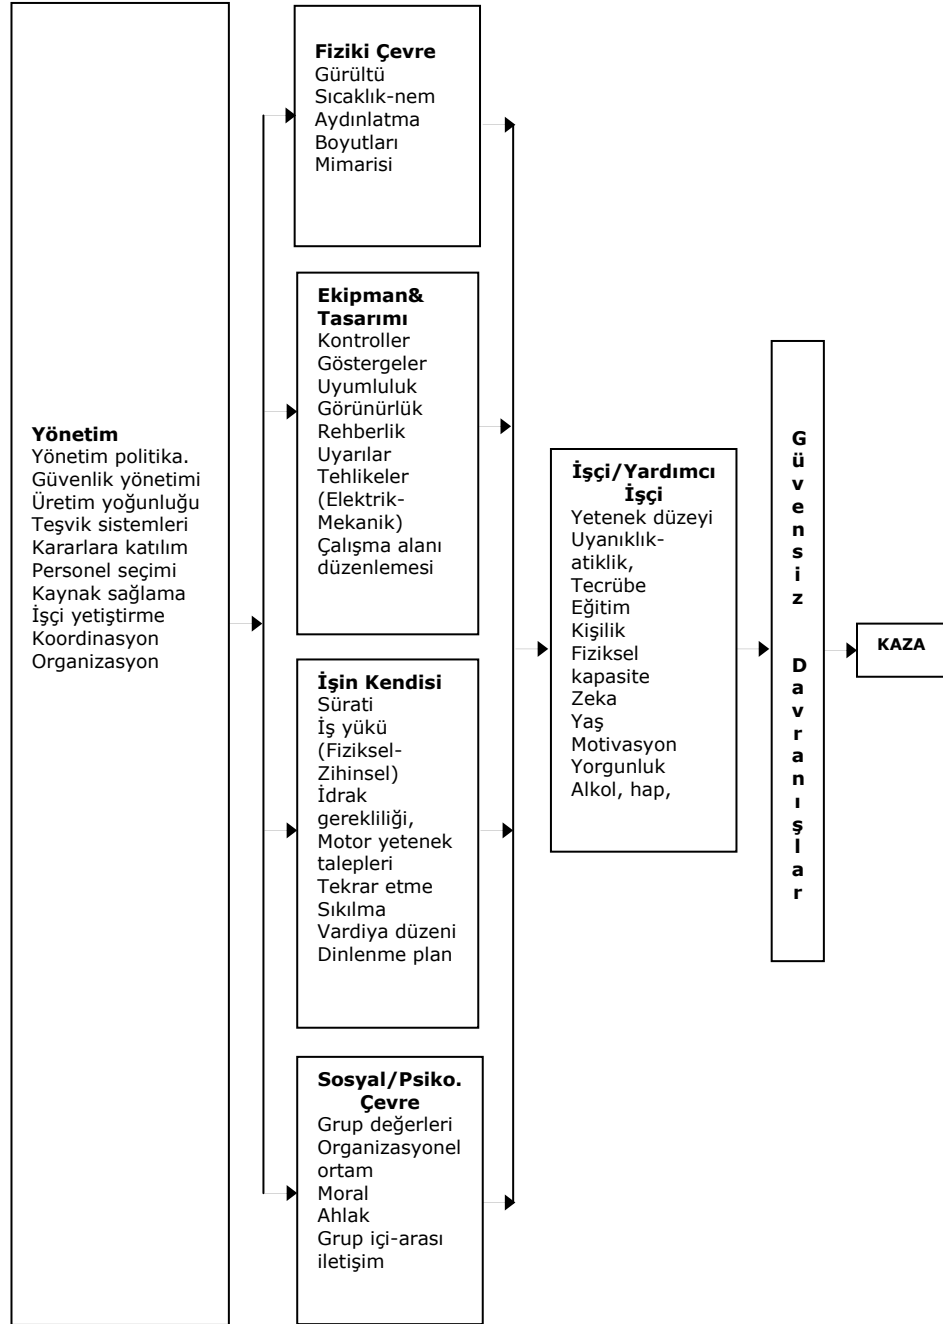 Yönetim
Yönetim politika.
Güvenlik yönetimi
Üretim yoğunluğu
Teşvik sistemleri
Kararlara katılım
Personel seçimi
Kaynak sağlama
İşçi yetiştirme
Koordinasyon
Organizasyon
Fiziki Çevre
Gürültü
Sıcaklık-nem
Aydınlatma
Boyutları
Mimarisi
Ekipman&
Tasarımı
Kontroller
Göstergeler
Uyumluluk
Görünürlük
Rehberlik
Uyarılar
Tehlikeler
(Elektrik-
Mekanik)
Çalışma alanı
düzenlemesi
İşin Kendisi
Sürati
İş yükü
(Fiziksel-
Zihinsel)
İdrak
gerekliliği,
Motor yetenek
talepleri
Tekrar etme
Sıkılma
Vardiya düzeni
Dinlenme plan
Sosyal/Psiko.
Çevre
Grup değerleri
Organizasyonel
ortam
Moral
Ahlak
Grup içi-arası
iletişim
İşçi/Yardımcı
İşçi
Yetenek düzeyi
Uyanıklık-
atiklik,
Tecrübe
Eğitim
Kişilik
Fiziksel
kapasite
Zeka
Yaş
Motivasyon
Yorgunluk
Alkol, hap,
Güvensiz Davranışlar
KAZA